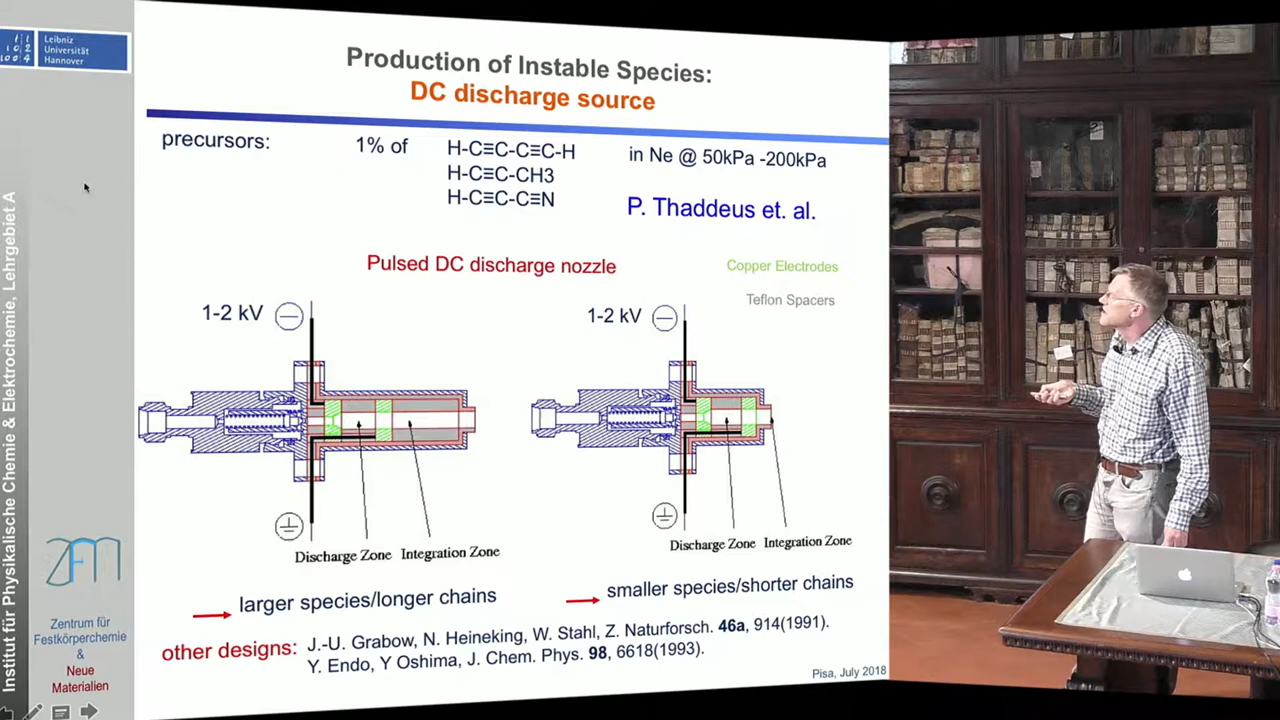 Leibniz
Universität
Hannover
Institut für Physikalische Chemie & Elektrochemie, Lehrgebiet A
Zentrum für
Festkörperchemie
&
Neue
Materialien
Production of Instable Species:
DC discharge source
precursors: 1% of H-C≡C-C≡C-H in Ne @ 50kPa -200kPa
H-C≡C-CH3
H-C≡C-C≡N
P. Thaddeus et. al.
Pulsed DC discharge nozzle
Copper Electrodes
Teflon Spacers
1-2 kV
1-2 kV
Discharge Zone Integration Zone
Discharge Zone Integration Zone
larger species/longer chains
smaller species/shorter chains
other designs: J.-U. Grabow, N. Heineking, W. Stahl, Z. Naturforsch. 46a, 914(1991).
Y. Endo, Y Oshima, J. Chem. Phys. 98, 6618(1993).
Pisa, July 2018